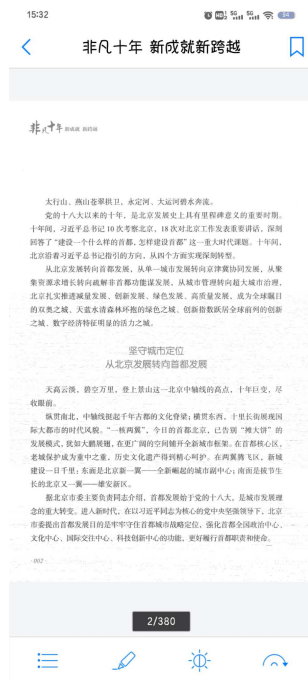 15:32
54
非凡十年 新成就新跨越
非凡十年 新成就 新跨越
太行山、燕山苍翠拱卫，永定河、大运河碧水奔流。
党的十八大以来的十年，是北京发展史上具有里程碑意义的重要时期。
十年间，习近平总书记10次考察北京，18次对北京工作发表重要讲话，深刻
回答了“建设一个什么样的首都，怎样建设首都”这一重大时代课题。十年间，
北京沿着习近平总书记指引的方向，从四个方面实现深刻转型。
从北京发展转向首都发展，从单一城市发展转向京津冀协同发展，从聚
集资源求增长转向疏解非首都功能谋发展，从城市管理转向超大城市治理，
北京扎实推进减量发展、创新发展、绿色发展、高质量发展，成为全球瞩目
的双奥之城、天蓝水清森林环抱的绿色之城、创新指数跃居全球前列的创新
之城、数字经济特征明显的活力之城。
坚守城市定位
从北京发展转向首都发展
天高云淡，碧空万里，登上景山这一北京中轴线的高点，十年巨变，尽
收眼前。
纵贯南北，中轴线挺起千年古都的文化脊梁；横贯东西，十里长街展现国
际大都市的时代风貌。“一核两翼”，今日的首都北京，已告别“摊大饼”的
发展模式，犹如大鹏展翅，在更广阔的空间铺开全新城市框架。在首都核心区，
老城保护成为重中之重，历史文化遗产得到精心呵护。在两翼腾飞区，新城
建设一日千里；东面是北京新一翼——全新崛起的城市副中心；南面是拔节生
长的北京又一翼——雄安新区。
据北京市委主要负责同志介绍，首都发展始于党的十八大，是城市发展理
念的重大转变。进入新时代，在以习近平同志为核心的党中央坚强领导下，北京
市委提出首都发展目的是牢牢守住首都城市战略定位，强化首都全国政治中心、
文化中心、国际交往中心、科技创新中心的功能，更好履行首都职责和使命。
·002·
2/380